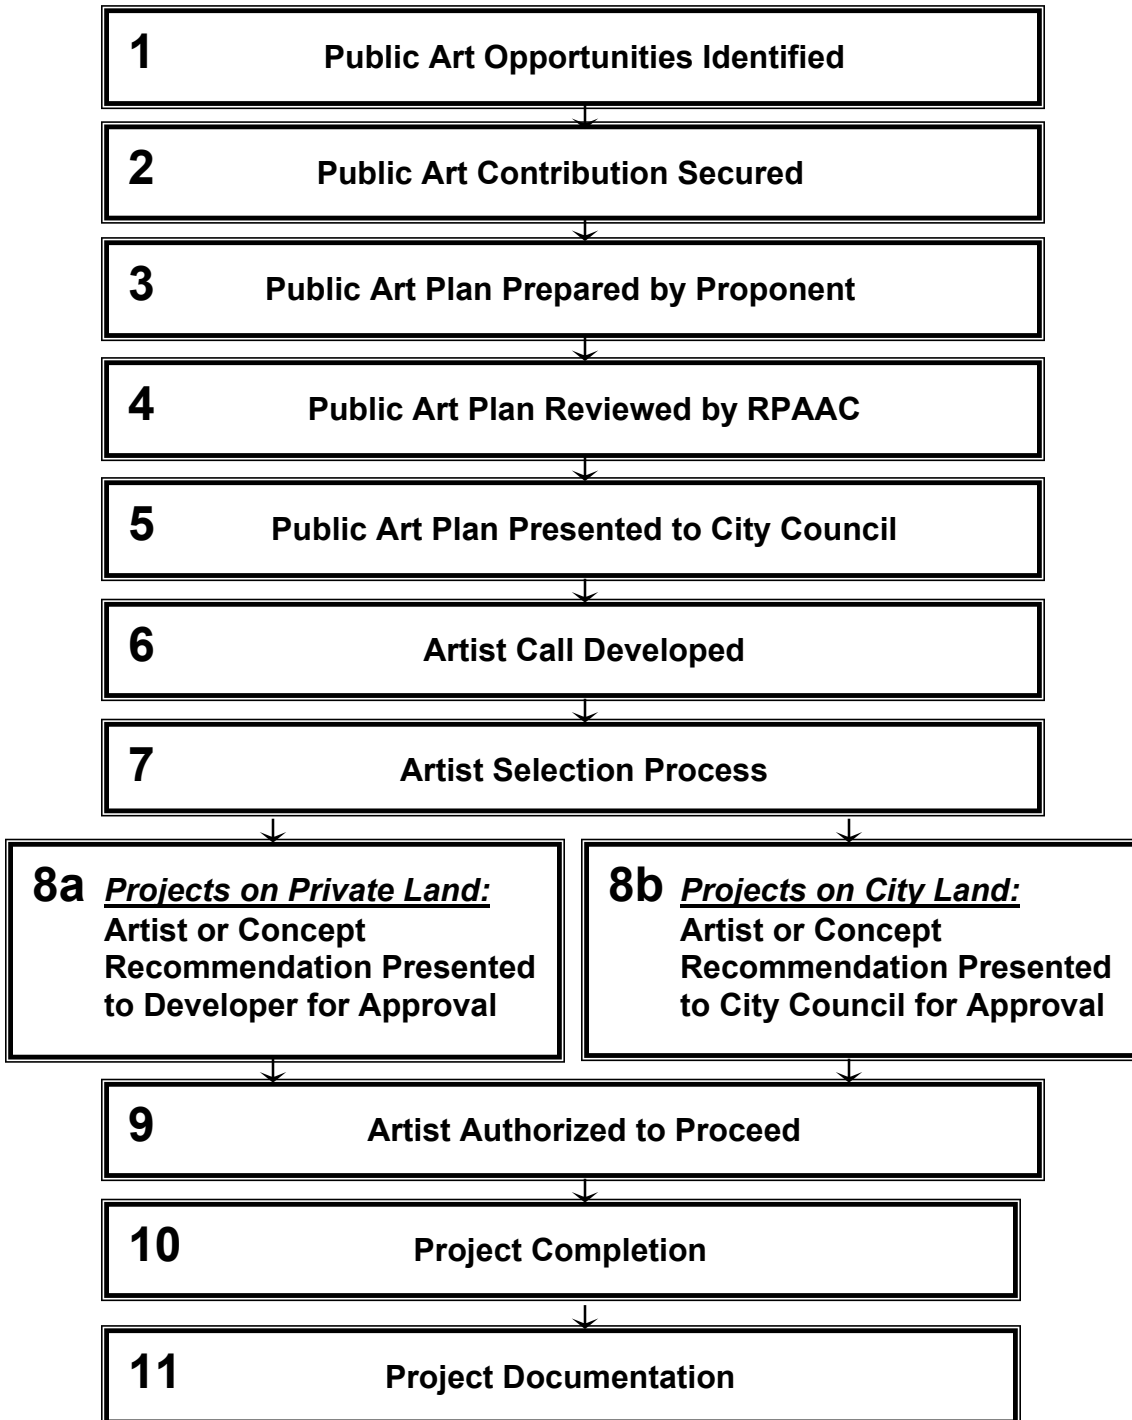 1 Public Art Opportunities Identified
2 Public Art Contribution Secured
3 Public Art Plan Prepared by Proponent
4 Public Art Plan Reviewed by RPAAC
5 Public Art Plan Presented to City Council
6 Artist Call Developed
7 Artist Selection Process
8a Projects on Private Land:
Artist or Concept
Recommendation Presented
to Developer for Approval
8b Projects on City Land:
Artist or Concept
Recommendation Presented
to City Council for Approval
9 Artist Authorized to Proceed
10 Project Completion
11 Project Documentation